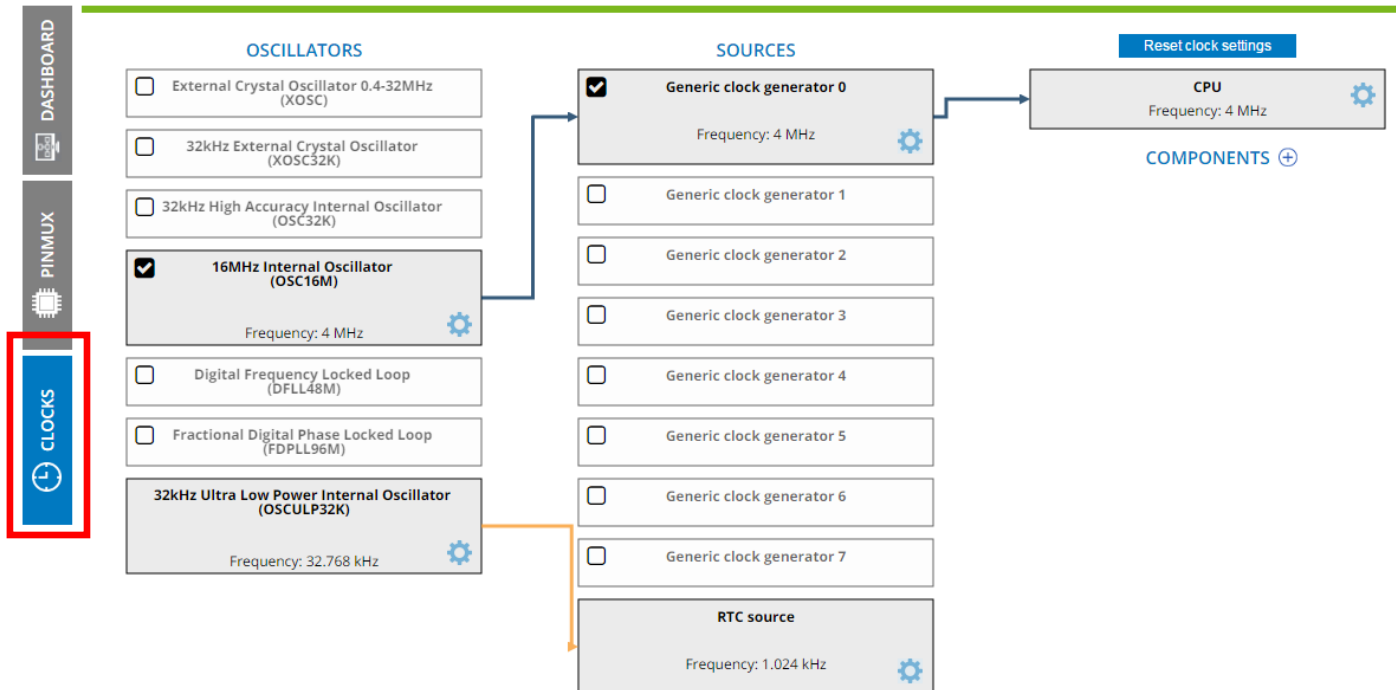 DASHBOARD
PINMUX
CLOCKS
OSCILLATORS
External Crystal Oscillator 0.4-32MHz
(XOSC)
32kHz External Crystal Oscillator
(XOSC32K)
32kHz High Accuracy Internal Oscillator
(OSC32K)
16MHz Internal Oscillator
(OSC16M)
Frequency: 4 MHz
Digital Frequency Locked Loop
(DFLL48M)
Fractional Digital Phase Locked Loop
(FDPLL96M)
32kHz Ultra Low Power Internal Oscillator
(OSCULP32K)
Frequency: 32.768 kHz
SOURCES
Generic clock generator 0
Frequency: 4 MHz
Generic clock generator 1
Generic clock generator 2
Generic clock generator 3
Generic clock generator 4
Generic clock generator 5
Generic clock generator 6
Generic clock generator 7
RTC source
Frequency: 1.024 kHz
Reset clock settings
CPU
Frequency: 4 MHz
COMPONENTS